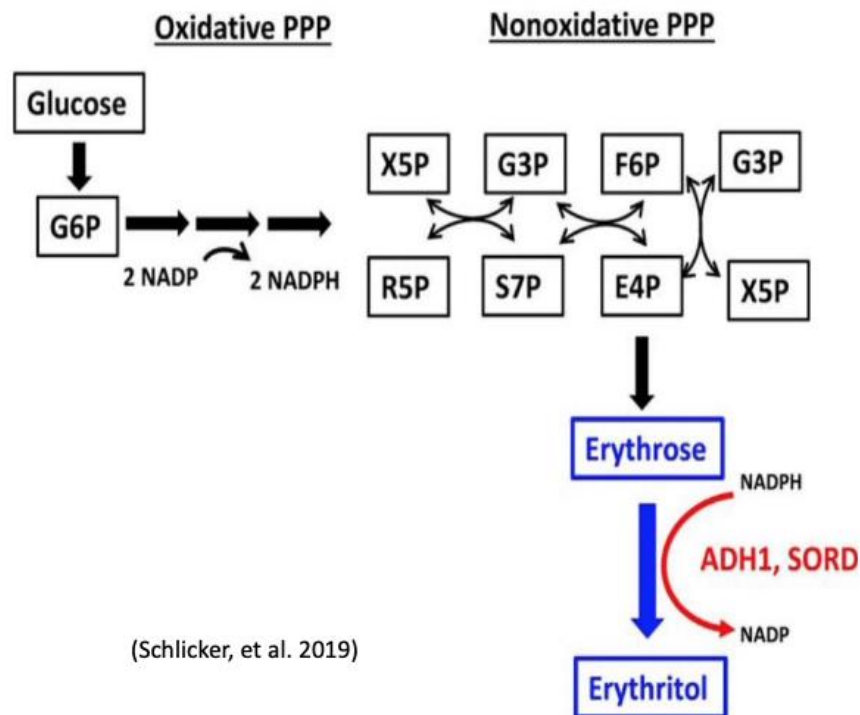 Oxidative PPP
Nonoxidative PPP
Glucose
X5P
G3P
F6P
G3P
G6P
2 NADP
2 NADPH
R5P
S7P
E4P
X5P
Erythrose
NADPH
ADH1, SORD
NADP
(Schlicker, et al. 2019)
Erythritol